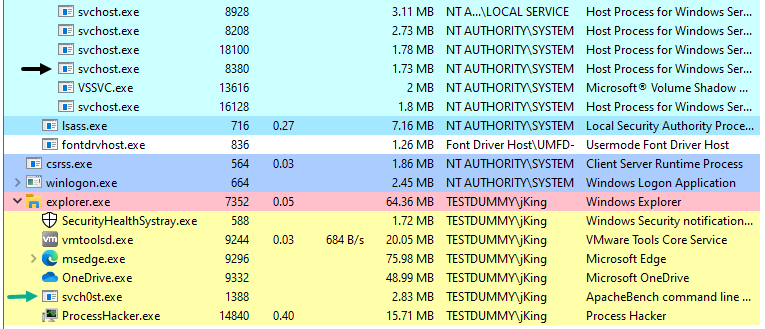 svchost.exe 8928 3.11 MB NT A...\LOCAL SERVICE Host Process for Windows Ser...
svchost.exe 8208 2.73 MB NT AUTHORITY\SYSTEM Host Process for Windows Ser...
svchost.exe 18100 1.78 MB NT AUTHORITY\SYSTEM Host Process for Windows Ser...
svchost.exe 8380 1.73 MB NT AUTHORITY\SYSTEM Host Process for Windows Ser...
VSSVC.exe 13616 2 MB NT AUTHORITY\SYSTEM Microsoft® Volume Shadow ...
svchost.exe 16128 1.8 MB NT AUTHORITY\SYSTEM Host Process for Windows Ser...
lsass.exe 716 0.27 7.16 MB NT AUTHORITY\SYSTEM Local Security Authority Proce...
fontdrvhost.exe 836 1.26 MB Font Driver Host\UMFD- Usermode Font Driver Host
csrss.exe 564 0.03 1.86 MB NT AUTHORITY\SYSTEM Client Server Runtime Process
winlogon.exe 664 2.45 MB NT AUTHORITY\SYSTEM Windows Logon Application
explorer.exe 7352 0.05 64.36 MB TESTDUMMY\jKing Windows Explorer
SecurityHealthSystray.exe 588 1.72 MB TESTDUMMY\jKing Windows Security notification...
vm vmtoolsd.exe 9244 0.03 684 B/s 20.05 MB TESTDUMMY\jKing VMware Tools Core Service
msedge.exe 9296 75.98 MB TESTDUMMY\jKing Microsoft Edge
OneDrive.exe 9332 48.99 MB TESTDUMMY\jKing Microsoft OneDrive
svch0st.exe 1388 2.83 MB TESTDUMMY\jKing ApacheBench command line ...
ProcessHacker.exe 14840 0.40 15.71 MB TESTDUMMY\jKing Process Hacker